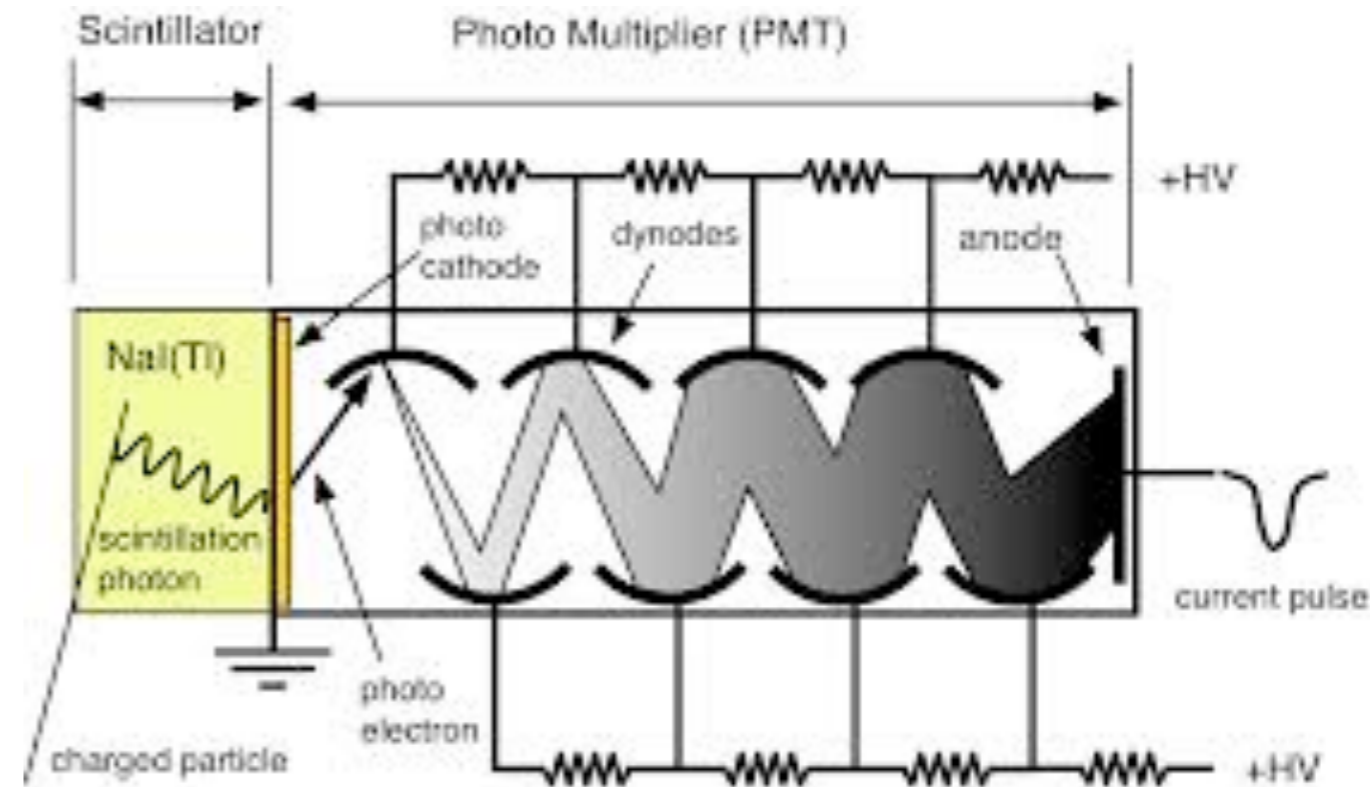 Scintillator
Photo Multiplier (PMT)
+HV
photo
cathode
dynodes
anode
NaI(Tl)
scintillation
photon
current pulse
photo
electron
charged particle
+HV